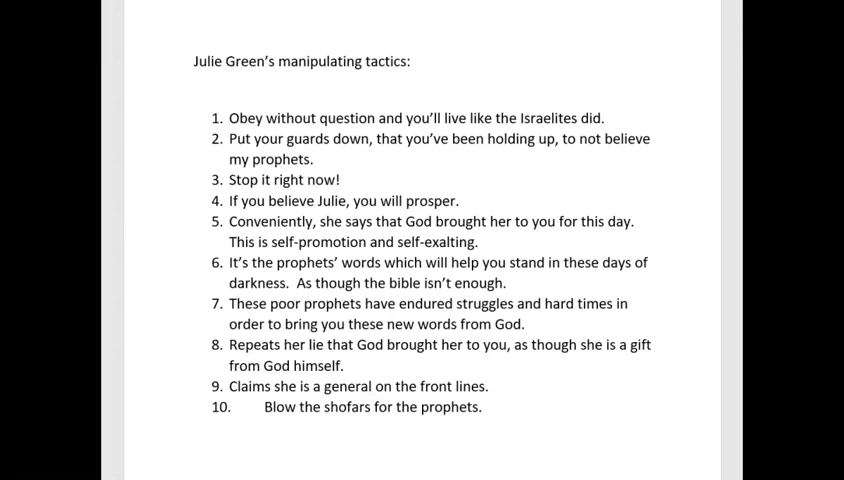 Julie Green’s manipulating tactics:
1. Obey without question and you’ll live like the Israelites did.
2. Put your guards down, that you’ve been holding up, to not believe
my prophets.
3. Stop it right now!
4. If you believe Julie, you will prosper.
5. Conveniently, she says that God brought her to you for this day.
This is self-promotion and self-exalting.
6. It’s the prophets’ words which will help you stand in these days of
darkness.  As though the bible isn’t enough.
7. These poor prophets have endured struggles and hard times in
order to bring you these new words from God.
8. Repeats her lie that God brought her to you, as though she is a gift
from God himself.
9. Claims she is a general on the front lines.
10. Blow the shofars for the prophets.